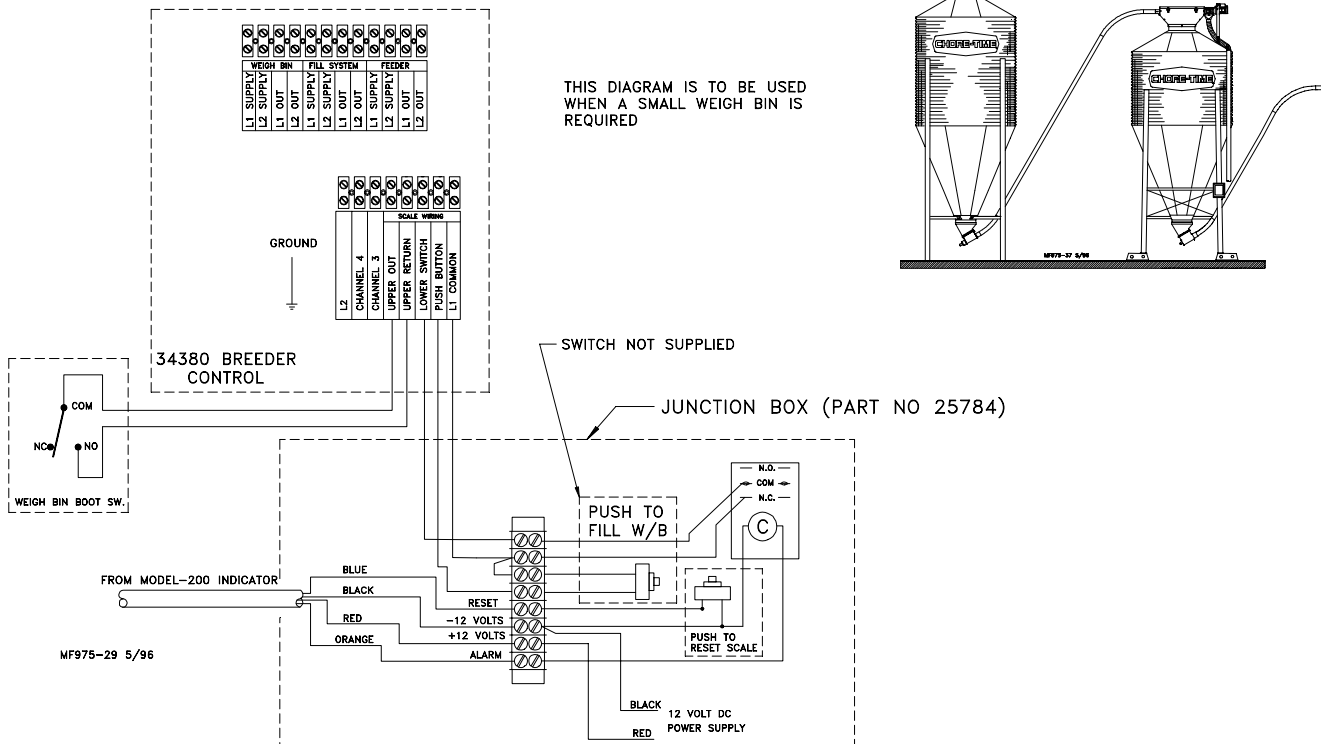 WEIGH BIN
FILL SYSTEM
FEEDER
L1 SUPPLY
L2 SUPPLY
L1 OUT
L2 OUT
L1 SUPPLY
L2 SUPPLY
L1 OUT
L2 OUT
L1 SUPPLY
L2 SUPPLY
L1 OUT
L2 OUT
THIS DIAGRAM IS TO BE USED
WHEN A SMALL WEIGH BIN IS
REQUIRED
CHORE-TIME
CHORE-TIME
MF975-37 5/96
SCALE WIRING
L2
CHANNEL 4
CHANNEL 3
UPPER OUT
UPPER RETURN
LOWER SWITCH
PUSH BUTTON
L1 COMMON
GROUND
34380 BREEDER
CONTROL
COM
NC
NO
WEIGH BIN BOOT SW.
SWITCH NOT SUPPLIED
JUNCTION BOX (PART NO 25784)
N.O.
COM
N.C.
C
PUSH TO
FILL W/B
FROM MODEL-200 INDICATOR
BLUE
BLACK
RED
ORANGE
RESET
-12 VOLTS
+12 VOLTS
ALARM
PUSH TO
RESET SCALE
MF975-29 5/96
BLACK
RED
12 VOLT DC
POWER SUPPLY